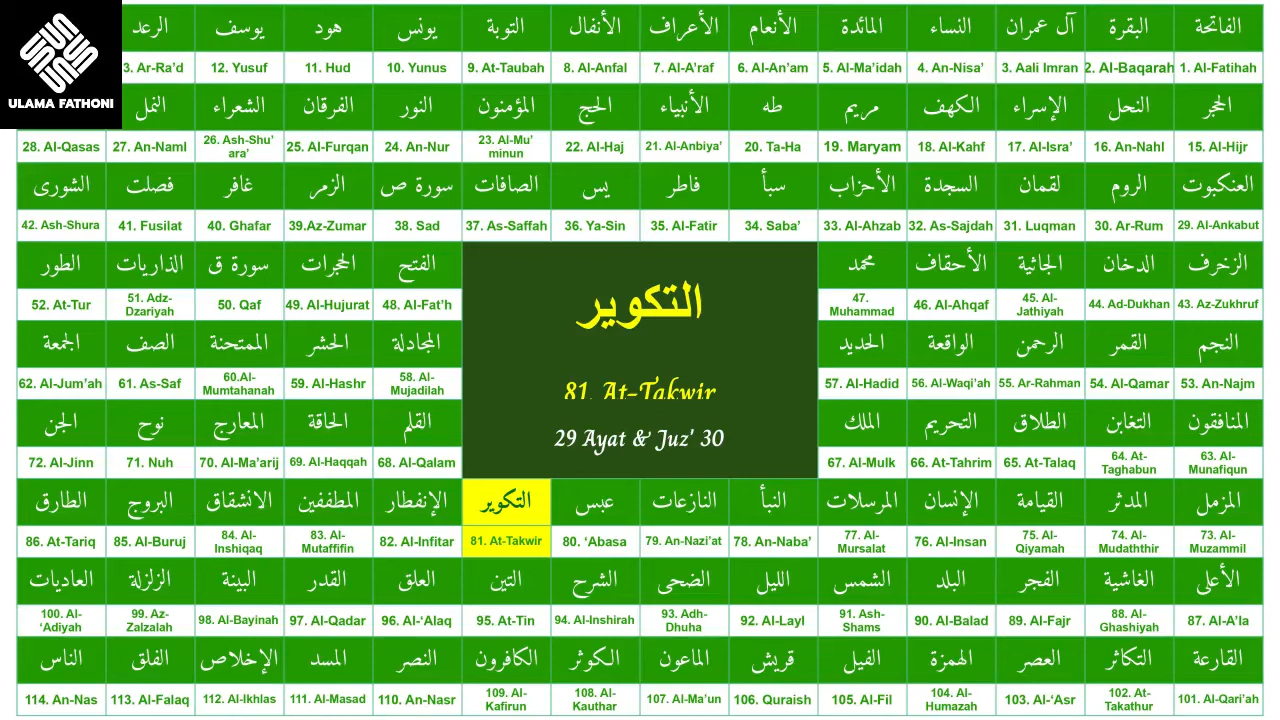 الفاتحة البقرة آل عمران النساء المائدة الأنعام الأعراف الأنفال التوبة يونس هود يوسف الرعد
ULAMA FATHONI
3. Ar-Ra’d 12. Yusuf 11. Hud 10. Yunus 9. At-Taubah 8. Al-Anfal 7. Al-A’raf 6. Al-An’am 5. Al-Ma’idah 4. An-Nisa’ 3. Aali Imran 2. Al-Baqarah 1. Al-Fatihah
الحجر النحل الإسراء الكهف مريم طه الأنبياء الحج المؤمنون النور الفرقان الشعراء النمل
28. Al-Qasas 27. An-Naml 26. Ash-Shu’ara’ 25. Al-Furqan 24. An-Nur 23. Al-Mu’minun 22. Al-Haj 21. Al-Anbiya’ 20. Ta-Ha 19. Maryam 18. Al-Kahf 17. Al-Isra’ 16. An-Nahl 15. Al-Hijr
العنكبوت الروم لقمان السجدة الأحزاب سبأ فاطر يس الصافات سورة ص الزمر غافر فصلت الشورى
42. Ash-Shura 41. Fusilat 40. Ghafar 39.Az-Zumar 38. Sad 37. As-Saffah 36. Ya-Sin 35. Al-Fatir 34. Saba’ 33. Al-Ahzab 32. As-Sajdah 31. Luqman 30. Ar-Rum 29. Al-Ankabut
الزخرف الدخان الجاثية الأحقاف محمد الفتح الحجرات سورة ق الذاريات الطور
52. At-Tur 51. Adz-Dzariyah 50. Qaf 49. Al-Hujurat 48. Al-Fat’h 47. Muhammad 46. Al-Ahqaf 45. Al-Jathiyah 44. Ad-Dukhan 43. Az-Zukhruf
النجم القمر الرحمن الواقعة الحديد المجادلة الحشر الممتحنة الصف الجمعة
62. Al-Jum’ah 61. As-Saf 60.Al-Mumtahanah 59. Al-Hashr 58. Al-Mujadilah 57. Al-Hadid 56. Al-Waqi’ah 55. Ar-Rahman 54. Al-Qamar 53. An-Najm
المنافقون التغابن الطلاق التحريم الملك القلم الحاقة المعارج نوح الجن
72. Al-Jinn 71. Nuh 70. Al-Ma’arij 69. Al-Haqqah 68. Al-Qalam 67. Al-Mulk 66. At-Tahrim 65. At-Talaq 64. At-Taghabun 63. Al-Munafiqun
التكوير
81. At-Takwir
29 Ayat & Juz' 30
المزمل المدثر القيامة الإنسان المرسلات النبأ النازعات عبس التكوير الإنفطار المطففين الانشقاق البروج الطارق
86. At-Tariq 85. Al-Buruj 84. Al-Inshiqaq 83. Al-Mutaffifin 82. Al-Infitar 81. At-Takwir 80. ‘Abasa 79. An-Nazi’at 78. An-Naba’ 77. Al-Mursalat 76. Al-Insan 75. Al-Qiyamah 74. Al-Mudaththir 73. Al-Muzammil
الأعلى الغاشية الفجر البلد الشمس الليل الضحى الشرح التين العلق القدر البينة الزلزلة العاديات
100. Al-‘Adiyah 99. Az-Zalzalah 98. Al-Bayinah 97. Al-Qadar 96. Al-‘Alaq 95. At-Tin 94. Al-Inshirah 93. Adh-Dhuha 92. Al-Layl 91. Ash-Shams 90. Al-Balad 89. Al-Fajr 88. Al-Ghashiyah 87. Al-A’la
القارعة التكاثر العصر الهمزة الفيل قريش الماعون الكوثر الكافرون النصر المسد الإخلاص الفلق الناس
114. An-Nas 113. Al-Falaq 112. Al-Ikhlas 111. Al-Masad 110. An-Nasr 109. Al-Kafirun 108. Al-Kauthar 107. Al-Ma’un 106. Quraish 105. Al-Fil 104. Al-Humazah 103. Al-‘Asr 102. At-Takathur 101. Al-Qari’ah